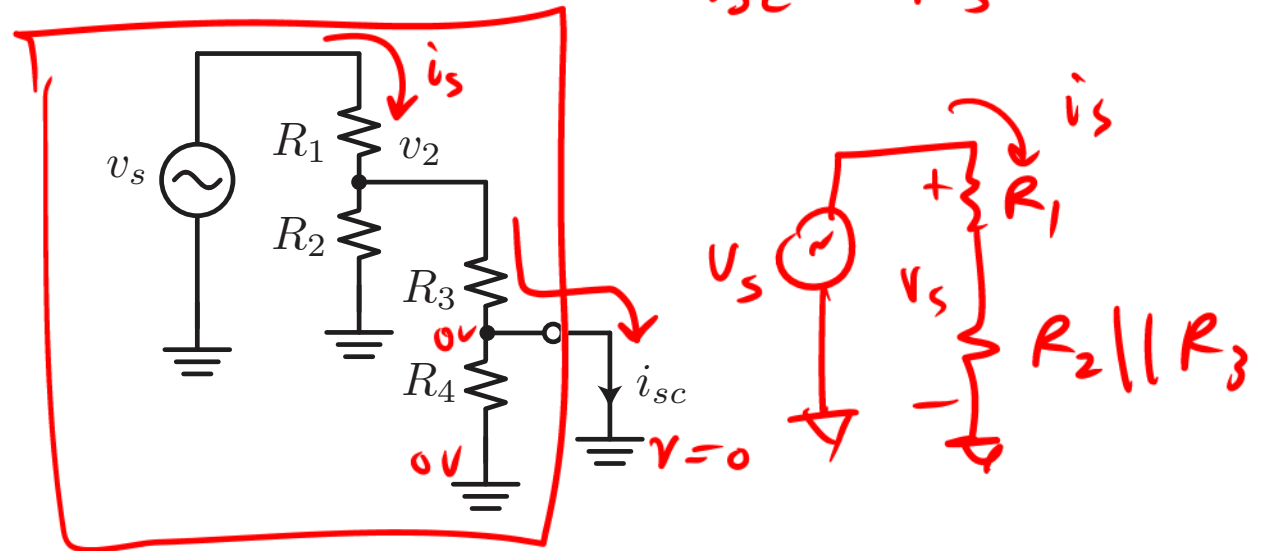 i_s
i_s
R_1
v_2
v_s
+
R_1
R_2
v_s
v_s
R_3
0V
R_2 || R_3
R_4
i_sc
−
0V
v=0